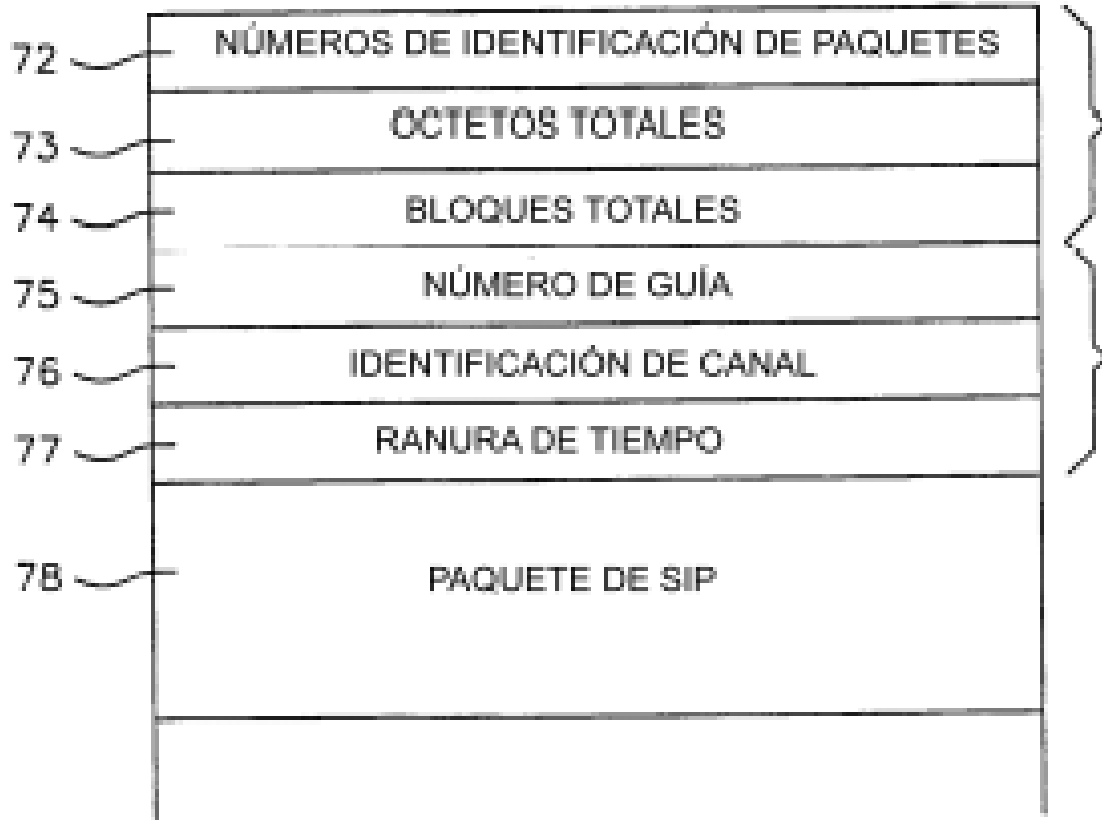 72 NÚMEROS DE IDENTIFICACIÓN DE PAQUETES
73 OCTETOS TOTALES
74 BLOQUES TOTALES
75 NÚMERO DE GUÍA
76 IDENTIFICACIÓN DE CANAL
77 RANURA DE TIEMPO
78 PAQUETE DE SIP